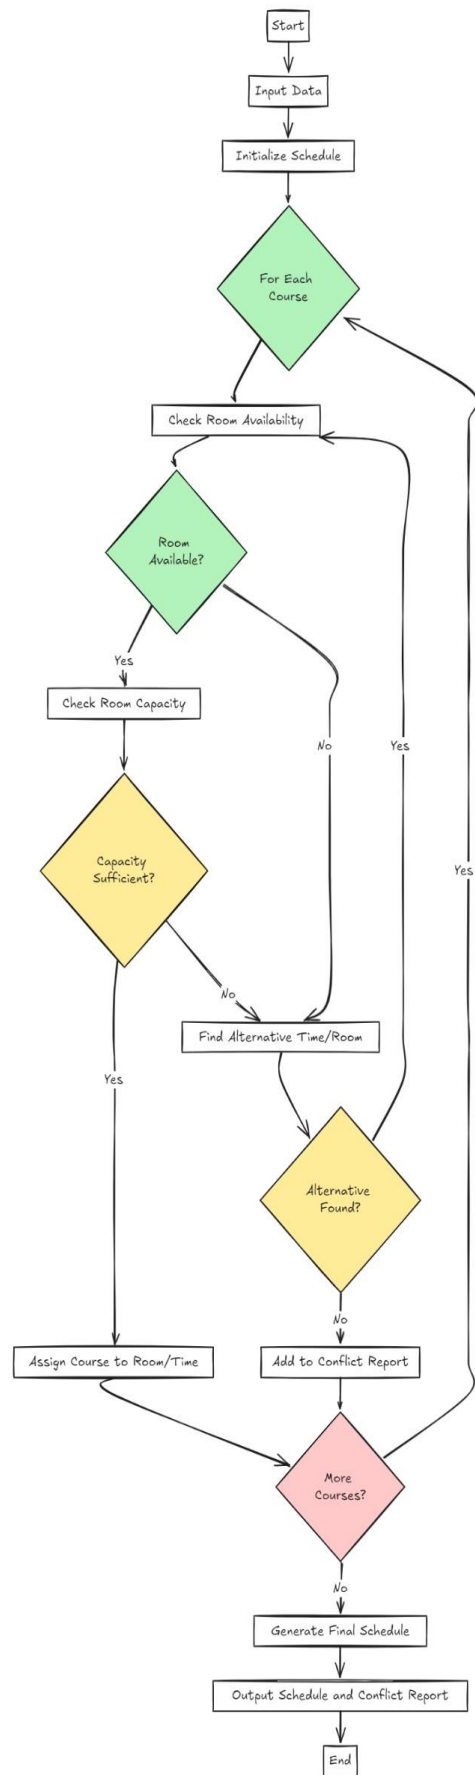 Start
Input Data
Initialize Schedule
For Each
Course
Check Room Availability
Room
Available?
Yes
Check Room Capacity
No
Yes
Capacity
Sufficient?
Yes
No
Find Alternative Time/Room
Yes
Alternative
Found?
No
Assign Course to Room/Time
Add to Conflict Report
More
Courses?
No
Generate Final Schedule
Output Schedule and Conflict Report
End